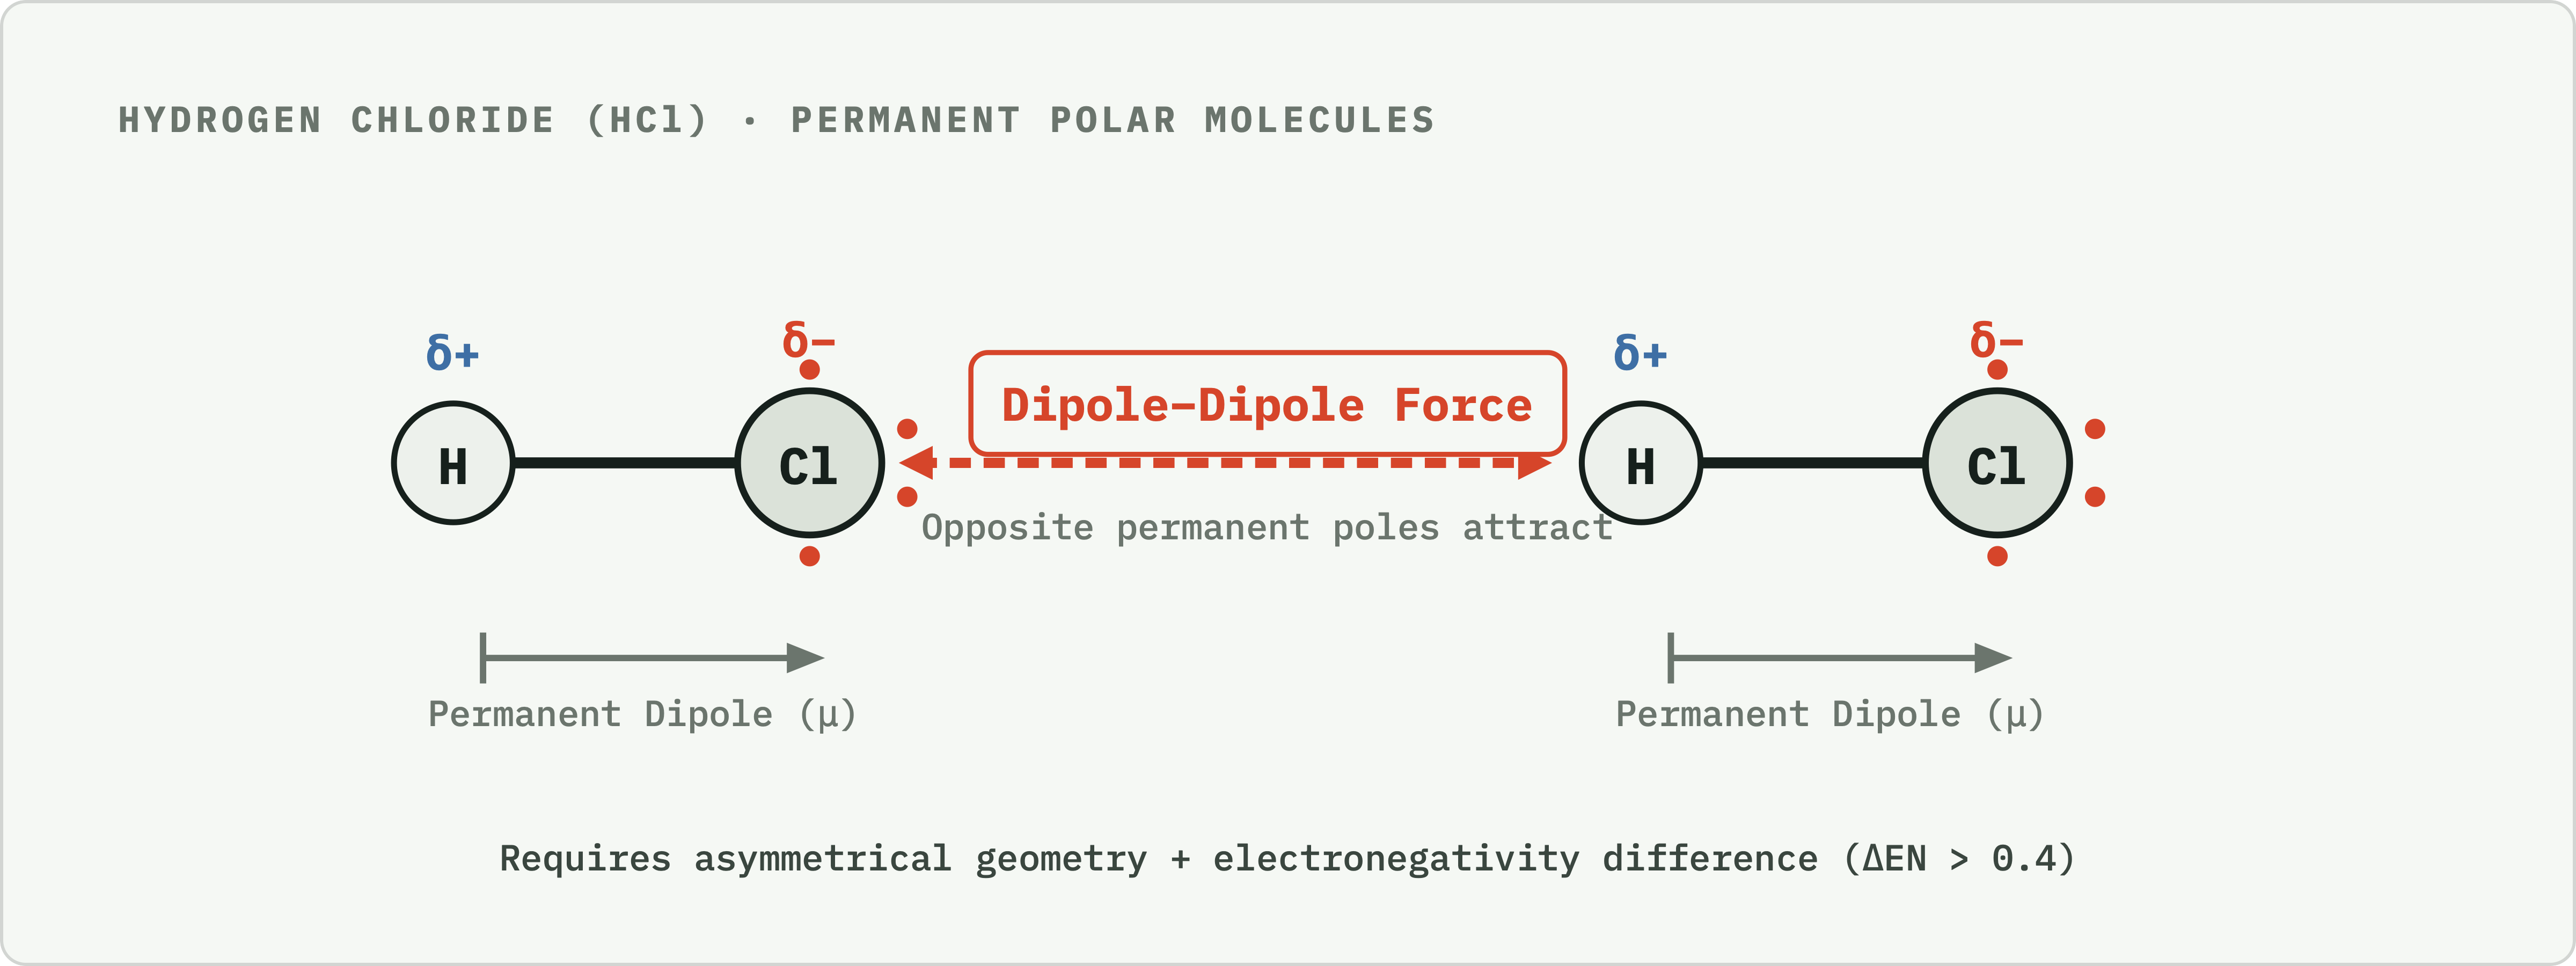 HYDROGEN CHLORIDE (HCl) · PERMANENT POLAR MOLECULES
δ+
δ−
δ+
δ−
Dipole–Dipole Force
H
Cl
H
Cl
Opposite permanent poles attract
Permanent Dipole (μ)
Permanent Dipole (μ)
Requires asymmetrical geometry + electronegativity difference (ΔEN > 0.4)